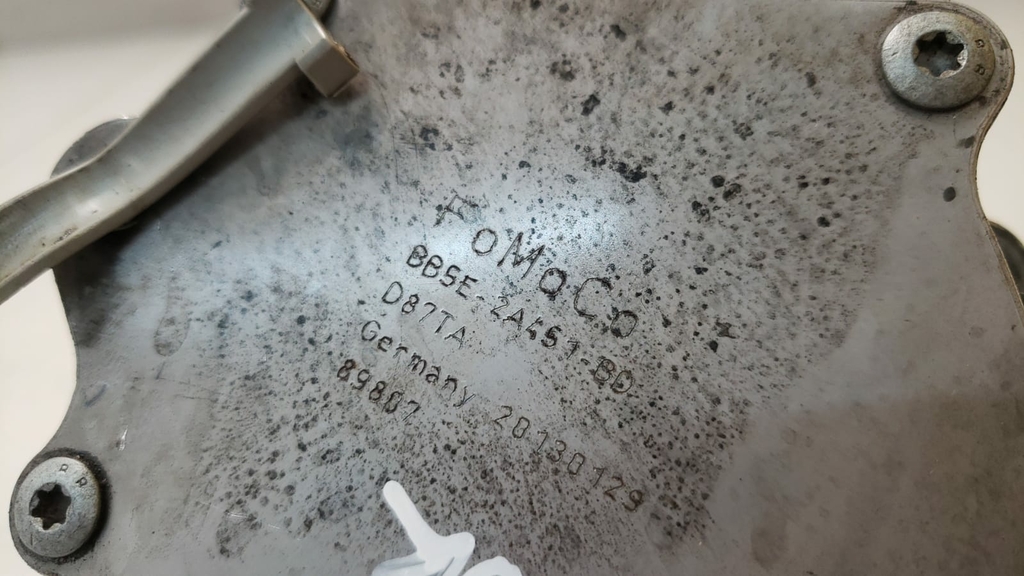 FoMoCo
BB5E-2A451-BD
D87TA
Germany 20130129
89807